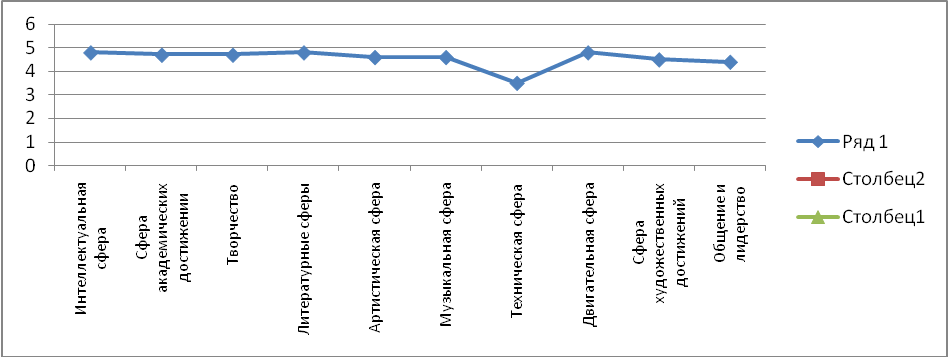 6
5
4
3
2
1
0
Интеллектуальная
сфера
Сфера
академических
достижении
Творчество
Литературные сферы
Артистическая сфера
Музыкальная сфера
Техническая сфера
Двигательная сфера
Сфера
художественных
достижений
Общение и
лидерство
Ряд 1
Столбец2
Столбец1